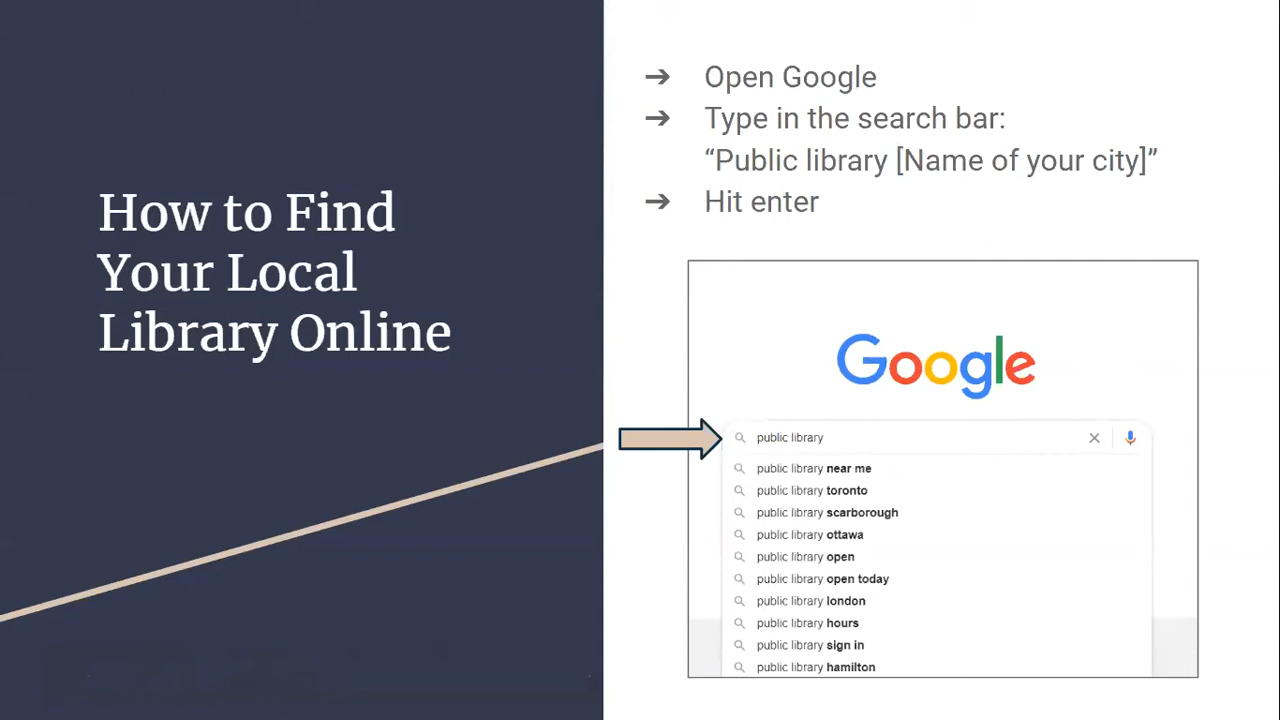 How to Find
Your Local
Library Online
➔ Open Google
➔ Type in the search bar:
“Public library [Name of your city]”
➔ Hit enter
Google
public library
public library near me
public library toronto
public library scarborough
public library ottawa
public library open
public library open today
public library london
public library hours
public library sign in
public library hamilton